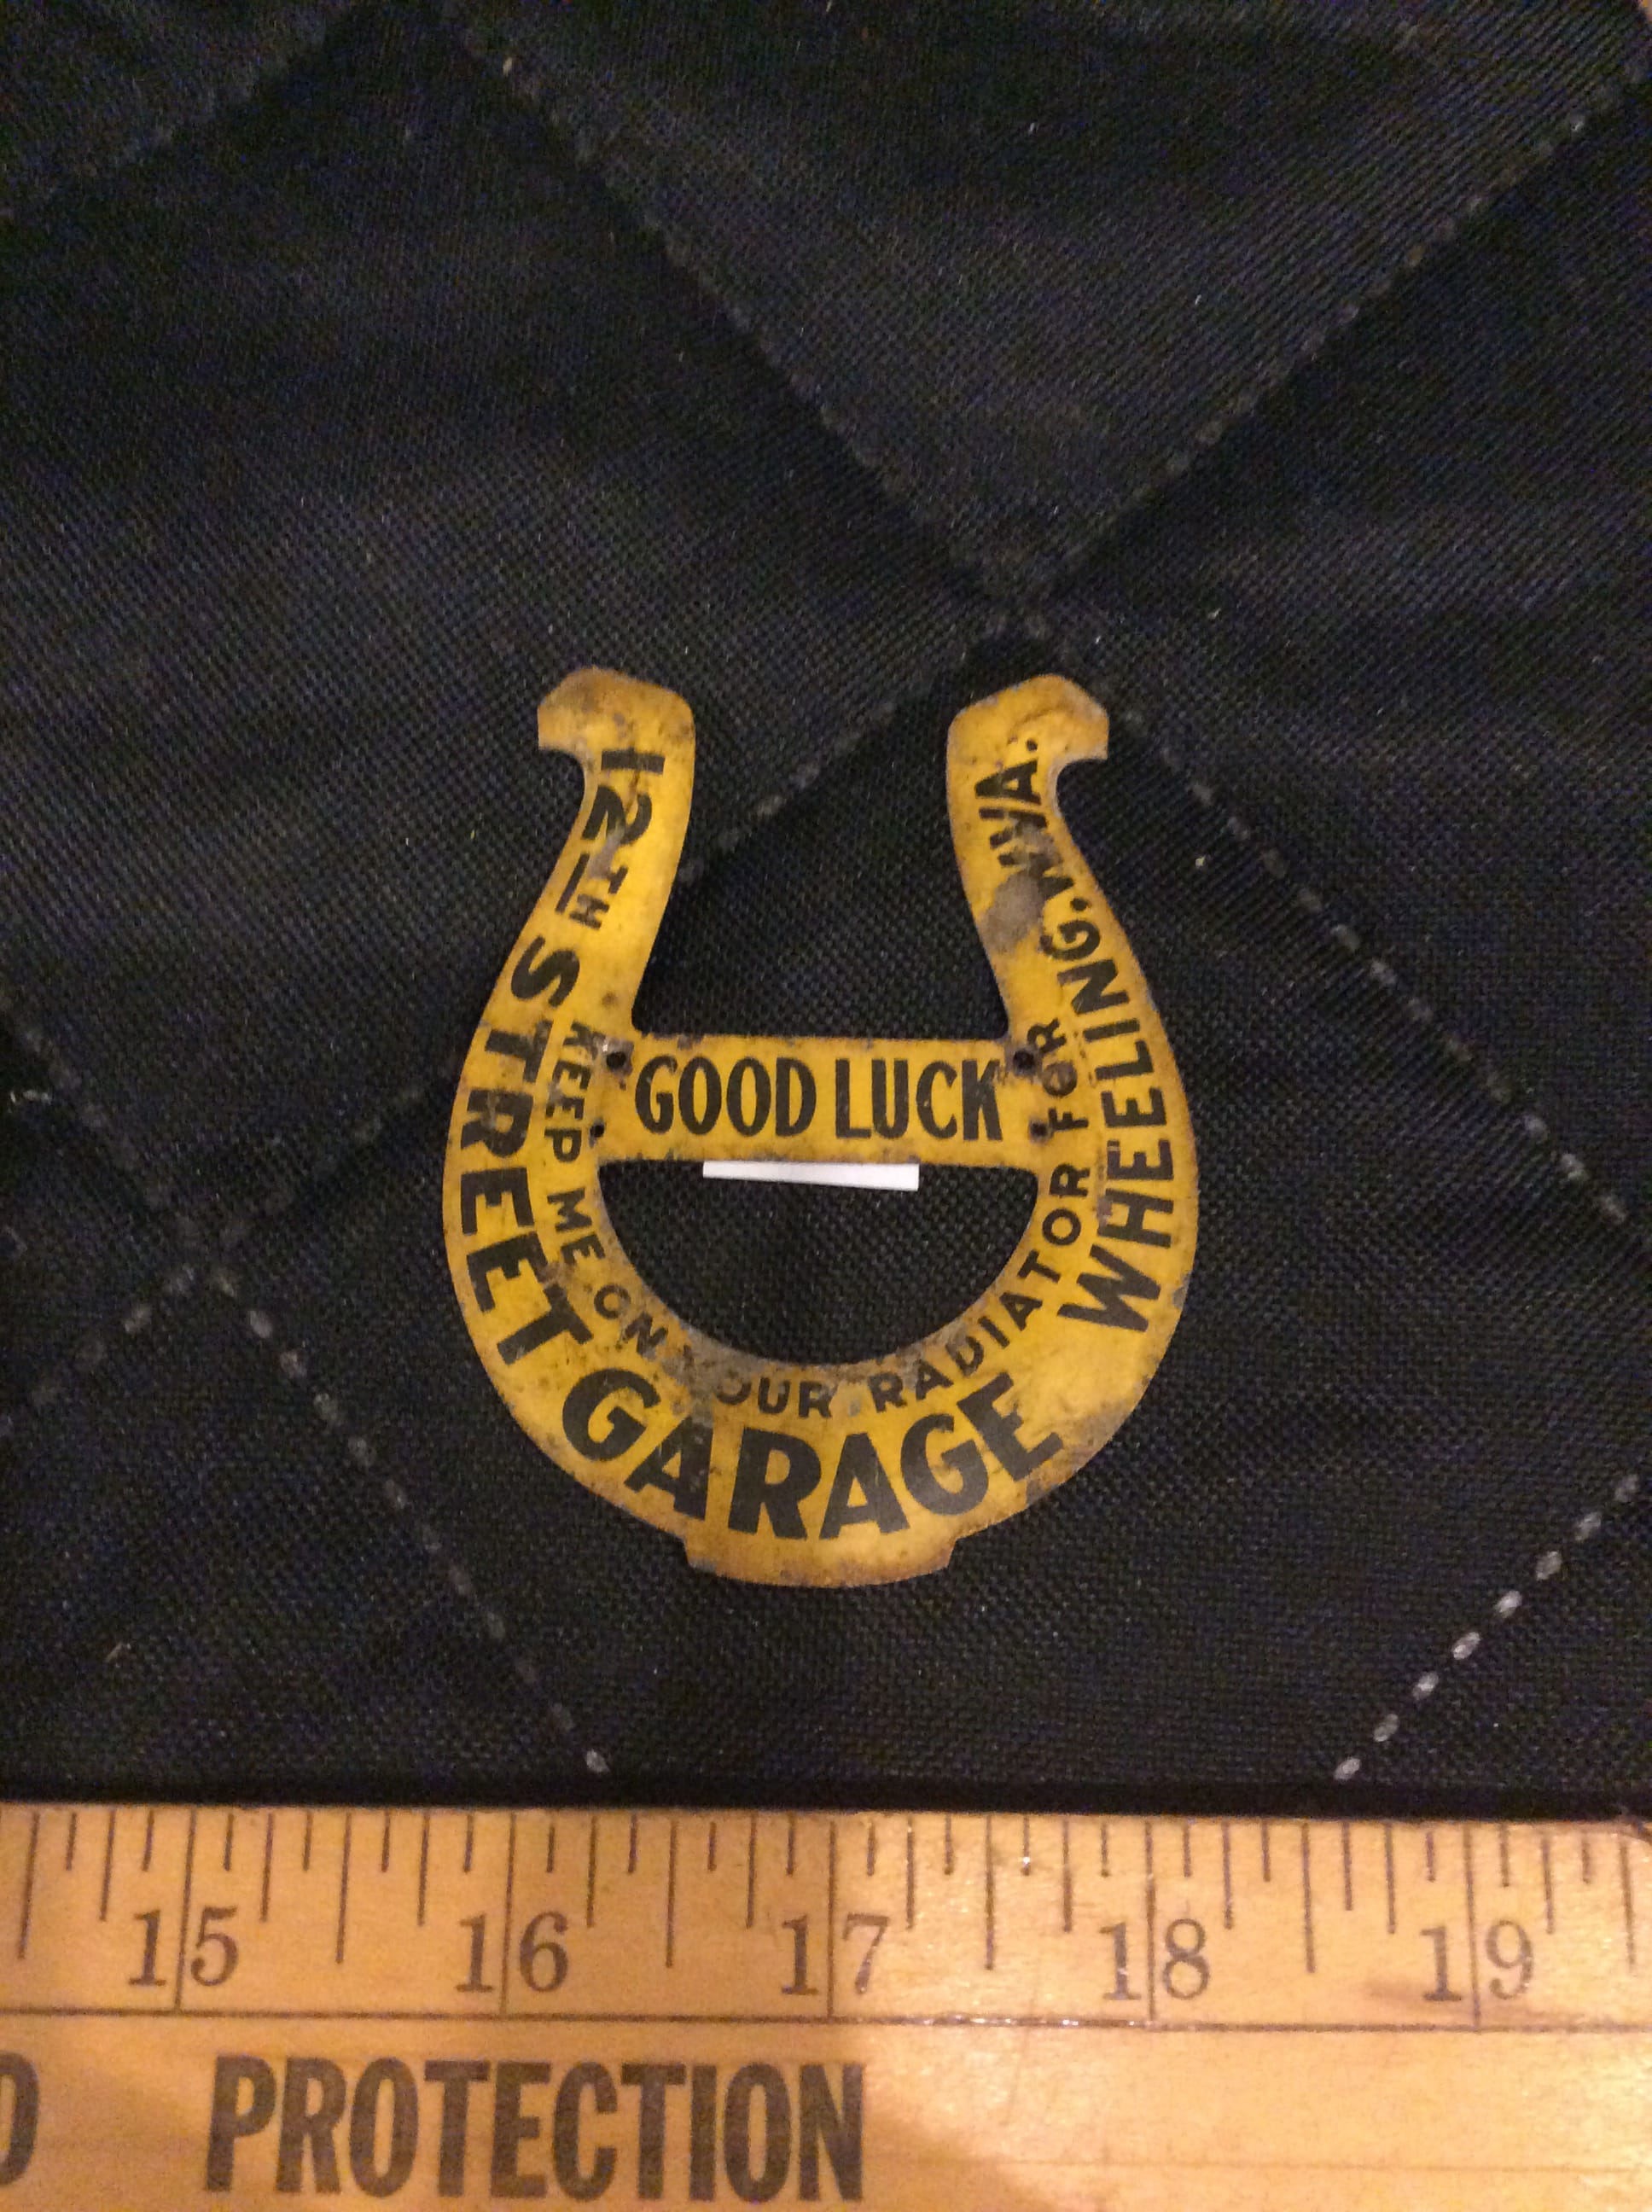 12TH STREET GARAGE WHEELING. W.VA.
KEEP ME ON YOUR RADIATOR FOR
GOOD LUCK
15 16 17 18 19
PROTECTION